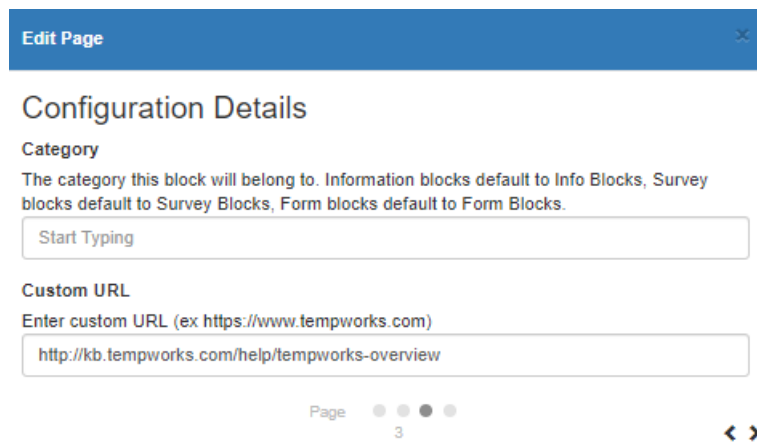 Edit Page
Configuration Details
Category
The category this block will belong to. Information blocks default to Info Blocks, Survey
blocks default to Survey Blocks, Form blocks default to Form Blocks.
Start Typing
Custom URL
Enter custom URL (ex https://www.tempworks.com)
http://kb.tempworks.com/help/tempworks-overview
Page
3